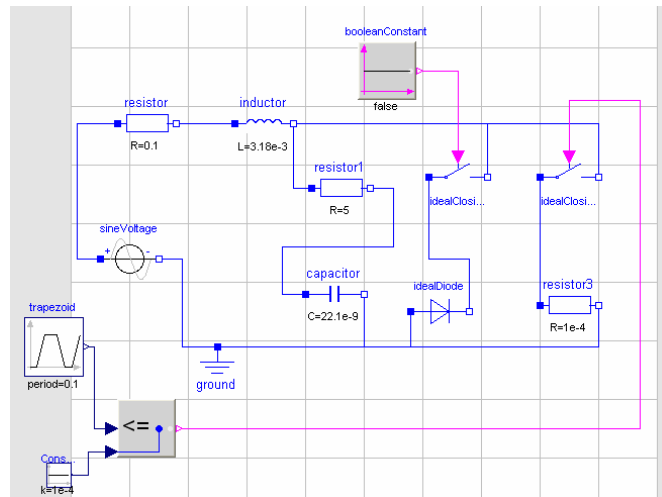 booleanConstant
false
resistor
R=0.1
inductor
L=3.18e-3
resistor1
R=5
idealClosi...
idealClosi...
sineVoltage
+
-
capacitor
C=22.1e-9
idealDiode
resistor3
R=1e-4
trapezoid
period=0.1
ground
<=
Cons...
k=1e-4